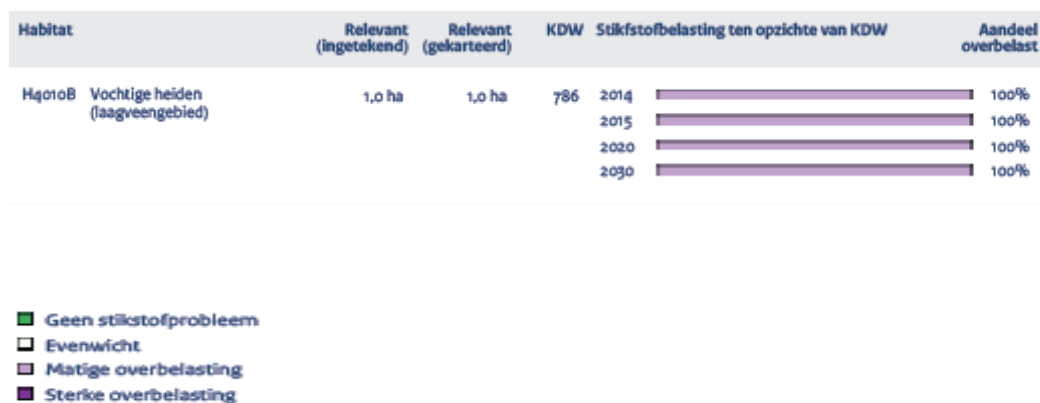 Habitat Relevant (ingetekend) Relevant (gekarteerd) KDW Stikfstofbelasting ten opzichte van KDW Aandeel overbelast
H4010B Vochtige heiden (laagveengebied) 1,0 ha 1,0 ha 786 2014 100%
2015 100%
2020 100%
2030 100%
Geen stikstofprobleem
Evenwicht
Matige overbelasting
Sterke overbelasting